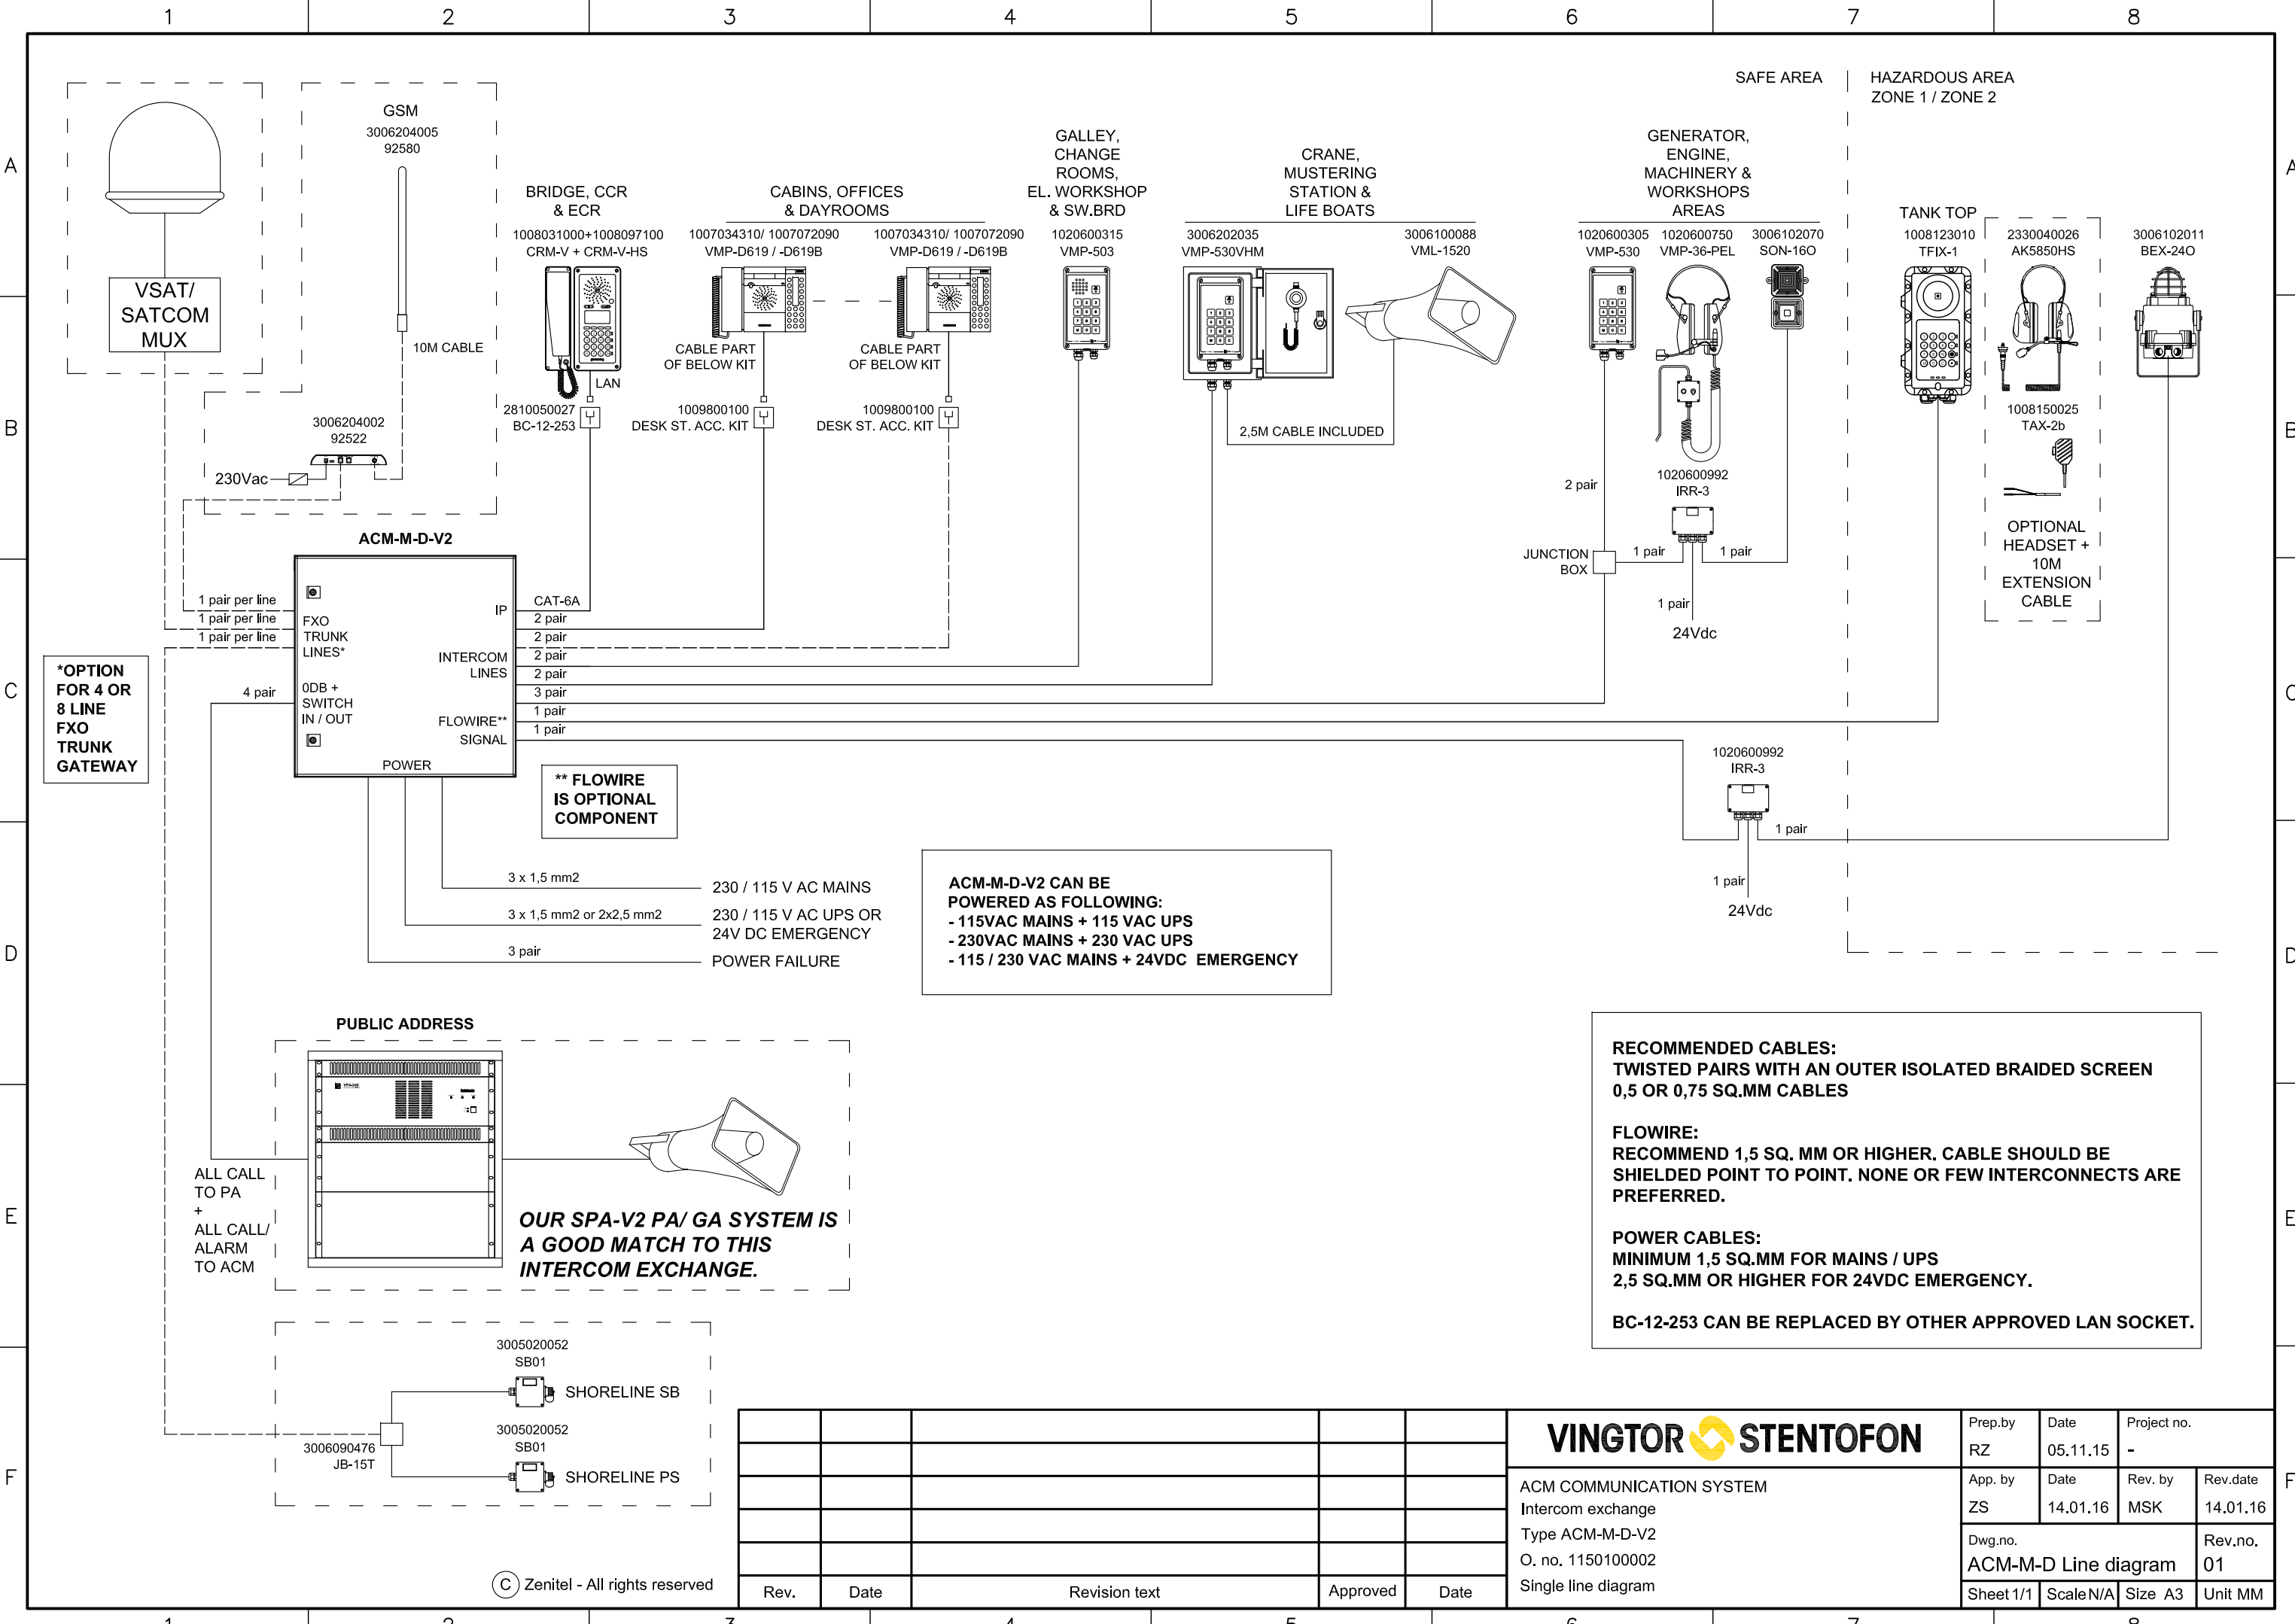 1 2 3 4 5 6 7 8
A
B
C
D
E
F
A
B
C
D
E
F
SAFE AREA
HAZARDOUS AREA
ZONE 1 / ZONE 2
VSAT/
SATCOM
MUX
GSM
3006204005
92580
10M CABLE
3006204002
92522
230Vac
BRIDGE, CCR
& ECR
1008031000+1008097100
CRM-V + CRM-V-HS
LAN
2810050027
BC-12-253
CABINS, OFFICES
& DAYROOMS
1007034310/ 1007072090
VMP-D619 / -D619B
CABLE PART
OF BELOW KIT
1009800100
DESK ST. ACC. KIT
1007034310/ 1007072090
VMP-D619 / -D619B
CABLE PART
OF BELOW KIT
1009800100
DESK ST. ACC. KIT
GALLEY,
CHANGE
ROOMS,
EL. WORKSHOP
& SW.BRD
1020600315
VMP-503
CRANE,
MUSTERING
STATION &
LIFE BOATS
3006202035
VMP-530VHM
3006100088
VML-1520
2,5M CABLE INCLUDED
GENERATOR,
ENGINE,
MACHINERY &
WORKSHOPS
AREAS
1020600305
VMP-530
1020600750
VMP-36-PEL
3006102070
SON-16O
2 pair
1020600992
IRR-3
JUNCTION
BOX
1 pair
1 pair
1 pair
24Vdc
TANK TOP
1008123010
TFIX-1
2330040026
AK5850HS
1008150025
TAX-2b
OPTIONAL
HEADSET +
10M
EXTENSION
CABLE
3006102011
BEX-24O
ACM-M-D-V2
1 pair per line
1 pair per line
1 pair per line
FXO
TRUNK
LINES*
4 pair
0DB +
SWITCH
IN / OUT
POWER
IP
INTERCOM
LINES
FLOWIRE**
SIGNAL
CAT-6A
2 pair
2 pair
2 pair
2 pair
3 pair
1 pair
1 pair
*OPTION
FOR 4 OR
8 LINE
FXO
TRUNK
GATEWAY
** FLOWIRE
IS OPTIONAL
COMPONENT
1020600992
IRR-3
1 pair
1 pair
24Vdc
3 x 1,5 mm2
230 / 115 V AC MAINS
3 x 1,5 mm2 or 2x2,5 mm2
230 / 115 V AC UPS OR
24V DC EMERGENCY
3 pair
POWER FAILURE
ACM-M-D-V2 CAN BE
POWERED AS FOLLOWING:
- 115VAC MAINS + 115 VAC UPS
- 230VAC MAINS + 230 VAC UPS
- 115 / 230 VAC MAINS + 24VDC EMERGENCY
PUBLIC ADDRESS
ALL CALL
TO PA
+
ALL CALL/
ALARM
TO ACM
OUR SPA-V2 PA/ GA SYSTEM IS
A GOOD MATCH TO THIS
INTERCOM EXCHANGE.
RECOMMENDED CABLES:
TWISTED PAIRS WITH AN OUTER ISOLATED BRAIDED SCREEN
0,5 OR 0,75 SQ.MM CABLES
FLOWIRE:
RECOMMEND 1,5 SQ. MM OR HIGHER. CABLE SHOULD BE
SHIELDED POINT TO POINT. NONE OR FEW INTERCONNECTS ARE
PREFERRED.
POWER CABLES:
MINIMUM 1,5 SQ.MM FOR MAINS / UPS
2,5 SQ.MM OR HIGHER FOR 24VDC EMERGENCY.
BC-12-253 CAN BE REPLACED BY OTHER APPROVED LAN SOCKET.
3005020052
SB01
SHORELINE SB
3005020052
SB01
SHORELINE PS
3006090476
JB-15T
C Zenitel - All rights reserved
Rev. Date Revision text Approved Date
VINGTOR STENTOFON
ACM COMMUNICATION SYSTEM
Intercom exchange
Type ACM-M-D-V2
O. no. 1150100002
Single line diagram
Prep.by Date Project no.
RZ 05.11.15 -
App. by Date Rev. by Rev.date
ZS 14.01.16 MSK 14.01.16
Dwg.no. Rev.no.
ACM-M-D Line diagram 01
Sheet 1/1 Scale N/A Size A3 Unit MM
1 2 3 4 5 6 7 8